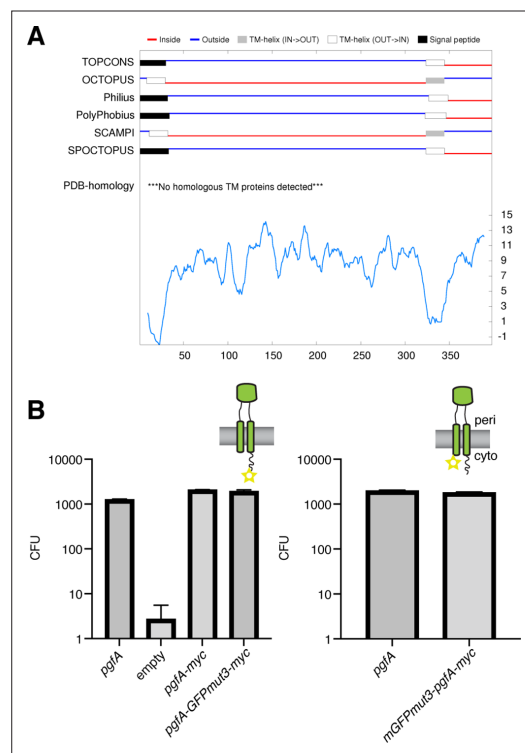 A
Inside Outside TM-helix (IN->OUT) TM-helix (OUT->IN) Signal peptide
TOPCONS
OCTOPUS
Philius
PolyPhobius
SCAMPI
SPOCTOPUS
PDB-homology ***No homologous TM proteins detected***
15
13
11
9
7
5
3
1
-1
50 100 150 200 250 300 350
B
peri
cyto
10000
1000
100
10
1
CFU
pgfA
empty
pgfA-myc
pgfA-GFPmut3-myc
10000
1000
100
10
1
CFU
pgfA
mGFPmut3-pgfA-myc